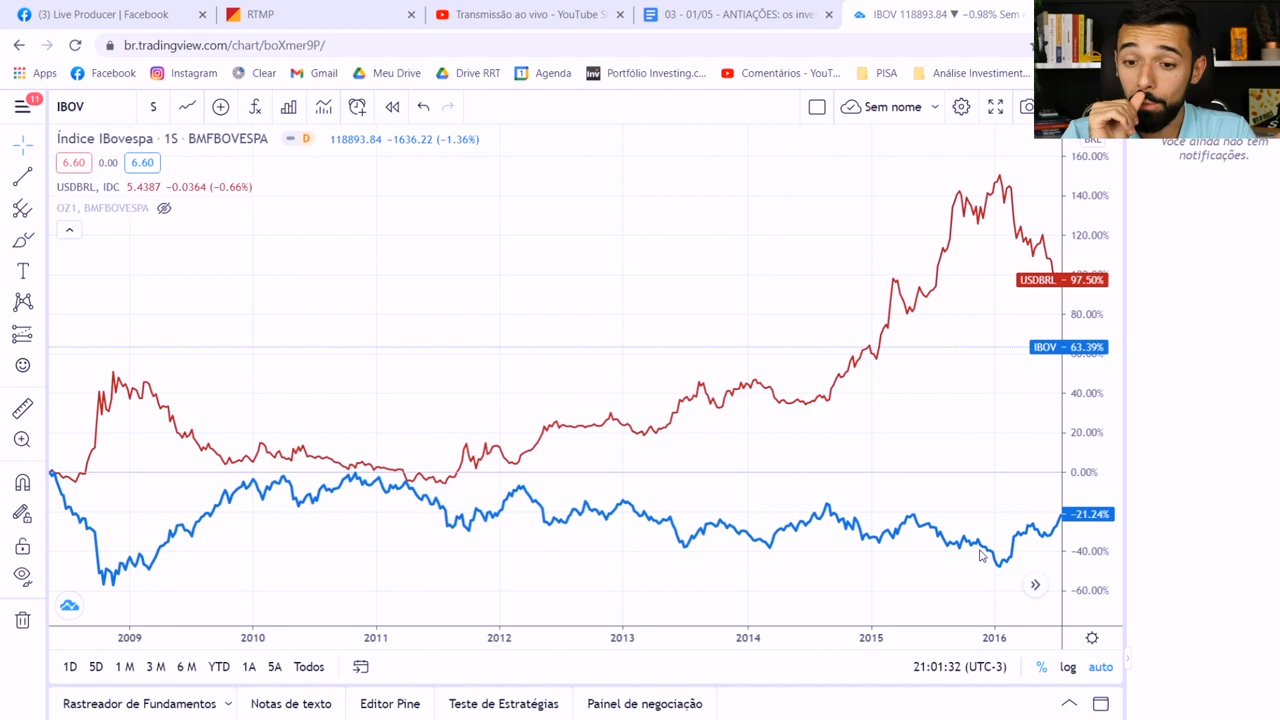 (3) Live Producer | Facebook
RTMP
Transmissão ao vivo - YouTube S
03 - 01/05 - ANTIAÇÕES: os inve
IBOV 118893.84 ▼ −0.98% Sem n
br.tradingview.com/chart/boXmer9P/
Apps
Facebook
Instagram
Clear
Gmail
Meu Drive
Drive RRT
Agenda
Portfólio Investing.c...
Comentários - YouT...
PISA
Análise Investiment...
11
IBOV
S
Sem nome
Índice IBovespa · 1S · BMFBOVESPA
D
118893.84 −1636.22 (−1.36%)
6.60
0.00
6.60
USDBRL, IDC 5.4387 −0.0364 (−0.66%)
OZ1, BMFBOVESPA
Você ainda não tem
notificações.
BRL
160.00%
140.00%
120.00%
USDBRL − 97.50%
80.00%
IBOV − 63.39%
40.00%
20.00%
0.00%
−21.24%
−40.00%
−60.00%
2009
2010
2011
2012
2013
2014
2015
2016
1D
5D
1 M
3 M
6 M
YTD
1A
5A
Todos
21:01:32 (UTC-3)
%
log
auto
Rastreador de Fundamentos
Notas de texto
Editor Pine
Teste de Estratégias
Painel de negociação